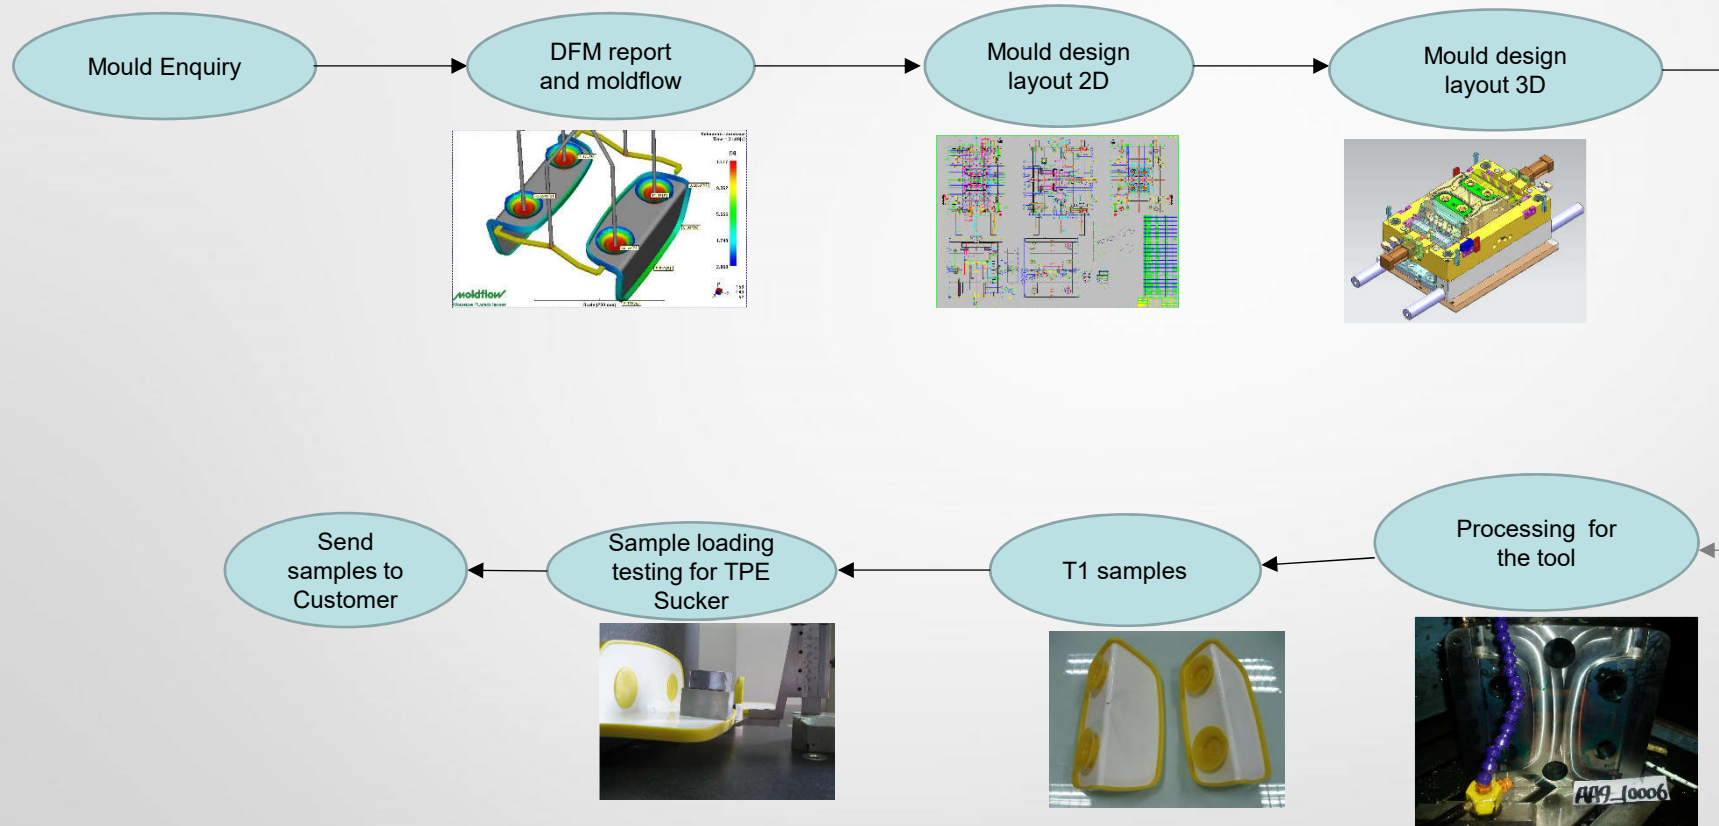 Mould Enquiry
DFM report
and moldflow
Mould design
layout 2D
Mould design
layout 3D
moldflow
Send
samples to
Customer
Sample loading
testing for TPE
Sucker
T1 samples
Processing for
the tool
AA9_10006